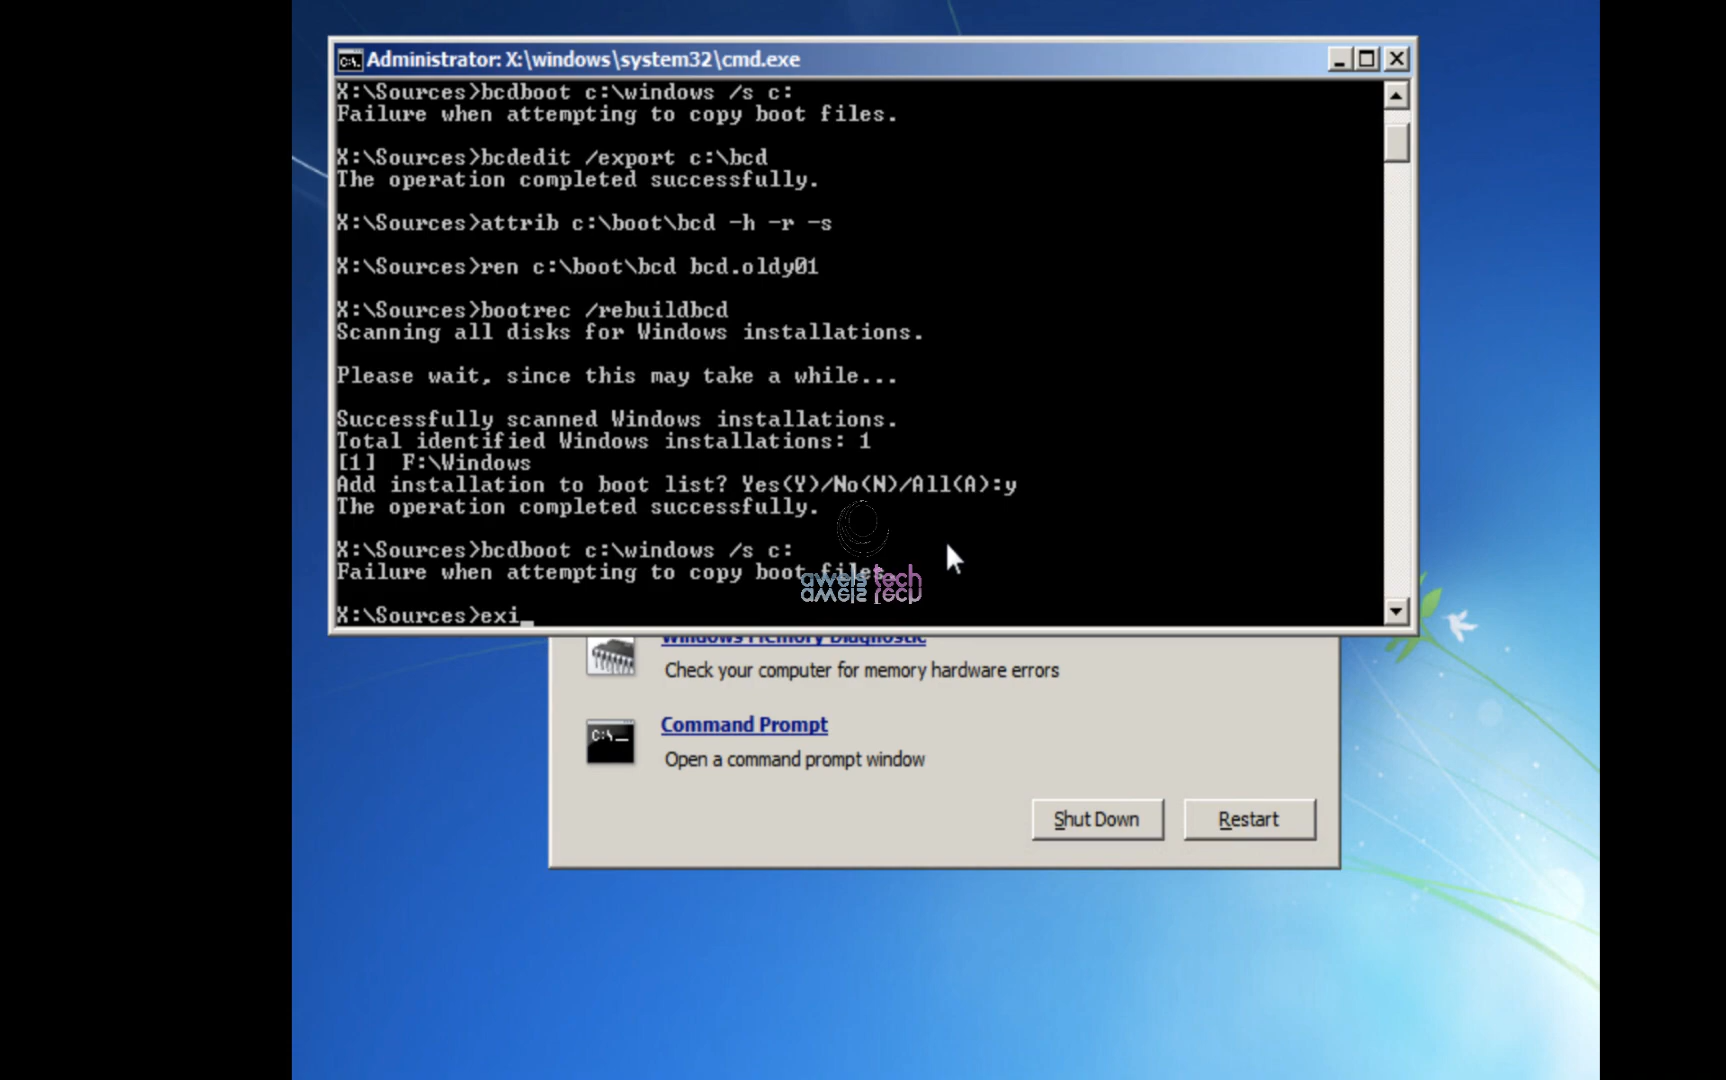 Administrator: X:\windows\system32\cmd.exe
X:\Sources>bcdboot c:\windows /s c:
Failure when attempting to copy boot files.
X:\Sources>bcdedit /export c:\bcd
The operation completed successfully.
X:\Sources>attrib c:\boot\bcd -h -r -s
X:\Sources>ren c:\boot\bcd bcd.oldy01
X:\Sources>bootrec /rebuildbcd
Scanning all disks for Windows installations.
Please wait, since this may take a while...
Successfully scanned Windows installations.
Total identified Windows installations: 1
[1]  F:\Windows
Add installation to boot list? Yes(Y)/No(N)/All(A):y
The operation completed successfully.
X:\Sources>bcdboot c:\windows /s c:
Failure when attempting to copy boot files
aweis tech
X:\Sources>exi_
Windows Memory Diagnostic
Check your computer for memory hardware errors
C:\._
Command Prompt
Open a command prompt window
Shut Down
Restart